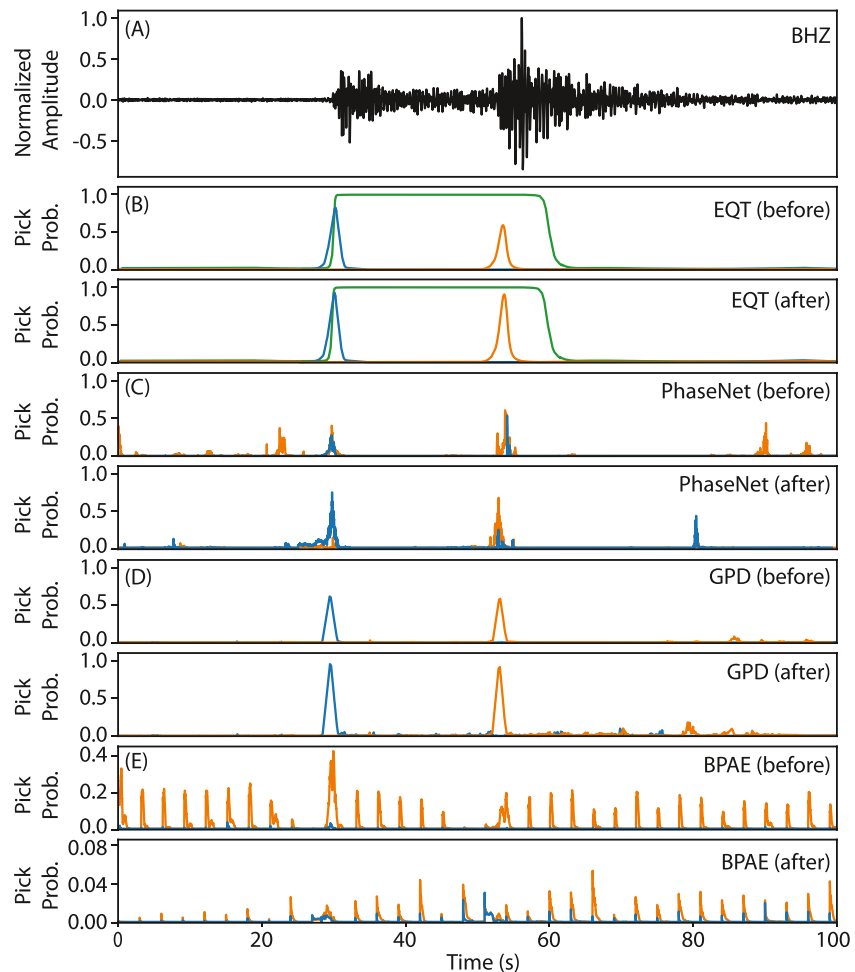 (A)
BHZ
1.0
0.0
-0.5
Normalized
Amplitude
(B)
EQT (before)
1.0
0.5
0.0
Pick
Prob.
EQT (after)
1.0
0.5
0.0
Pick
Prob.
(C)
PhaseNet (before)
1.0
0.5
0.0
Pick
Prob.
PhaseNet (after)
1.0
0.5
0.0
Pick
Prob.
(D)
GPD (before)
1.0
0.5
0.0
Pick
Prob.
GPD (after)
1.0
0.5
0.0
Pick
Prob.
(E)
BPAE (before)
0.4
0.2
0.0
Pick
Prob.
BPAE (after)
0.08
0.04
0.00
Pick
Prob.
0 20 40 60 80 100
Time (s)